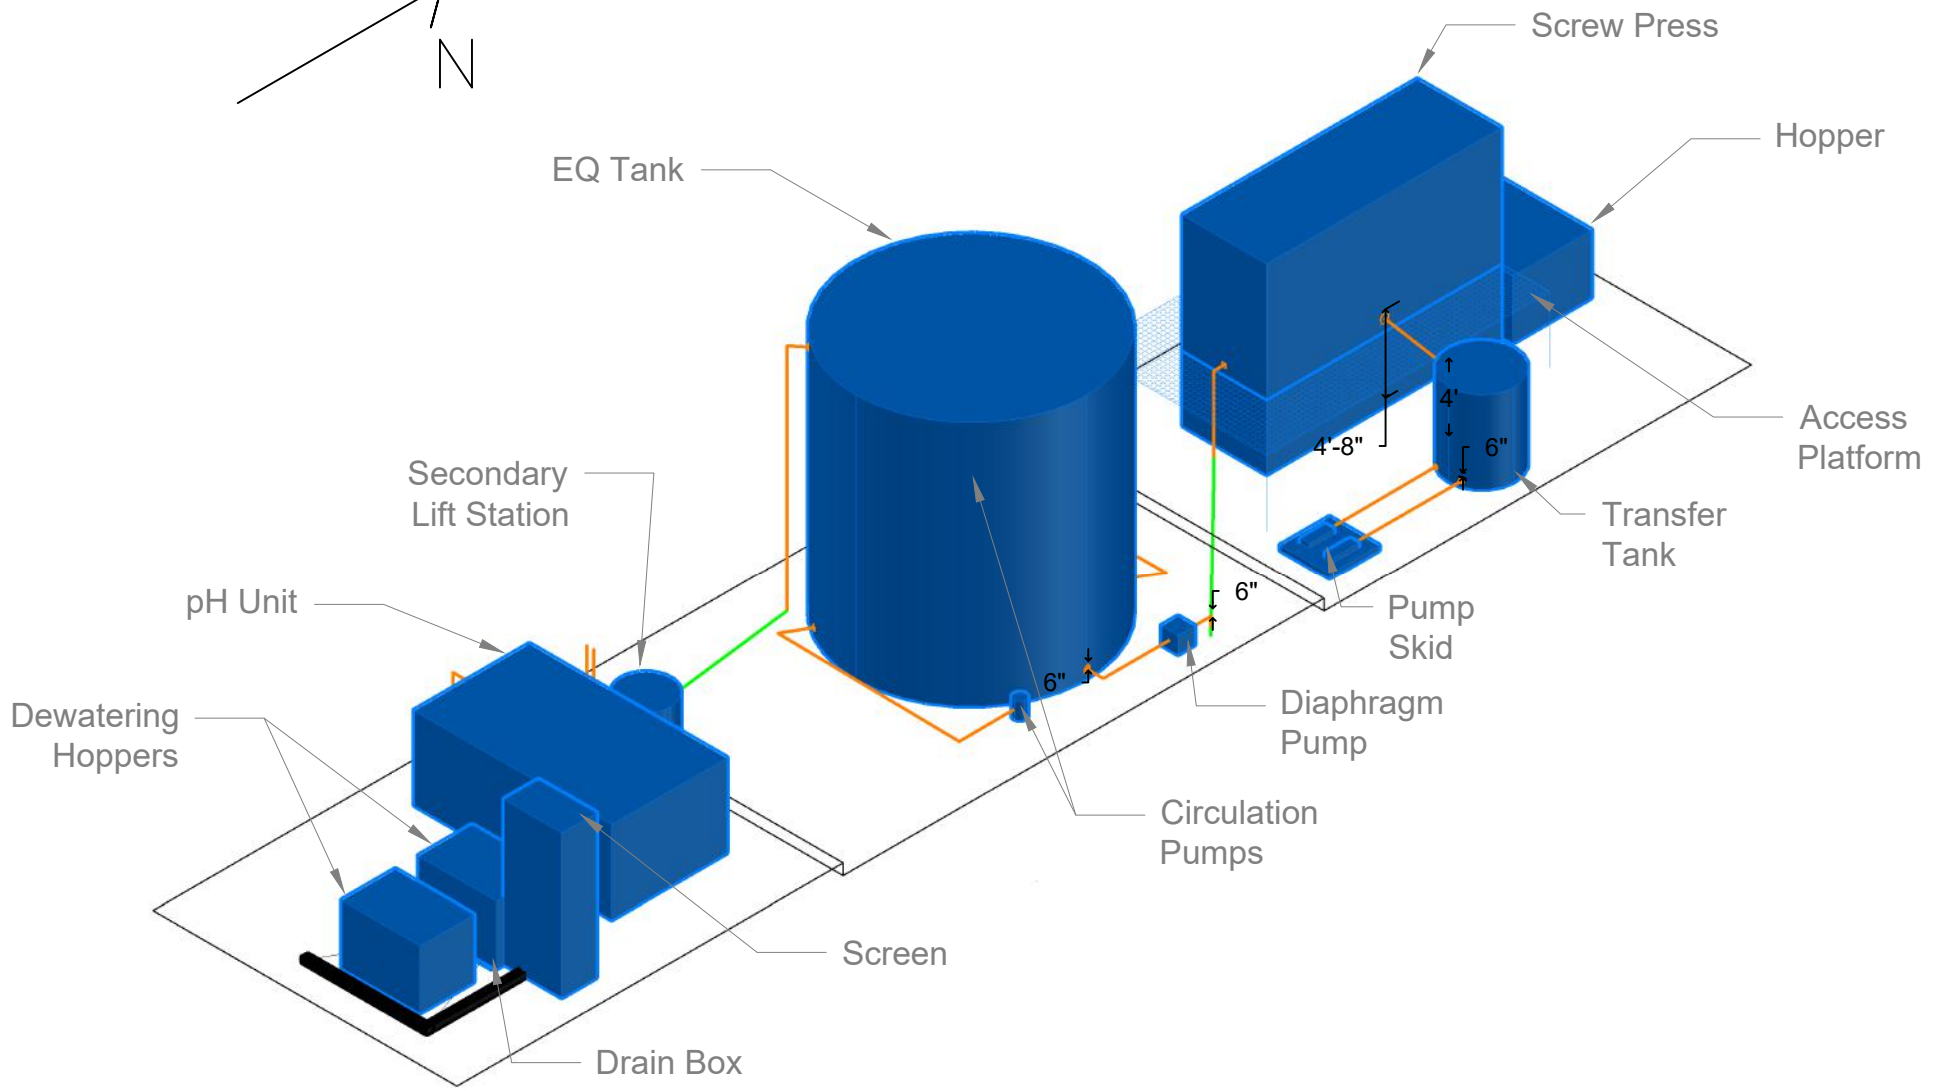 N
Screw Press
Hopper
EQ Tank
4'
4'-8"
6"
Access
Platform
Secondary
Lift Station
Transfer
Tank
pH Unit
6"
Pump
Skid
6"
Dewatering
Hoppers
Diaphragm
Pump
Circulation
Pumps
Screen
Drain Box